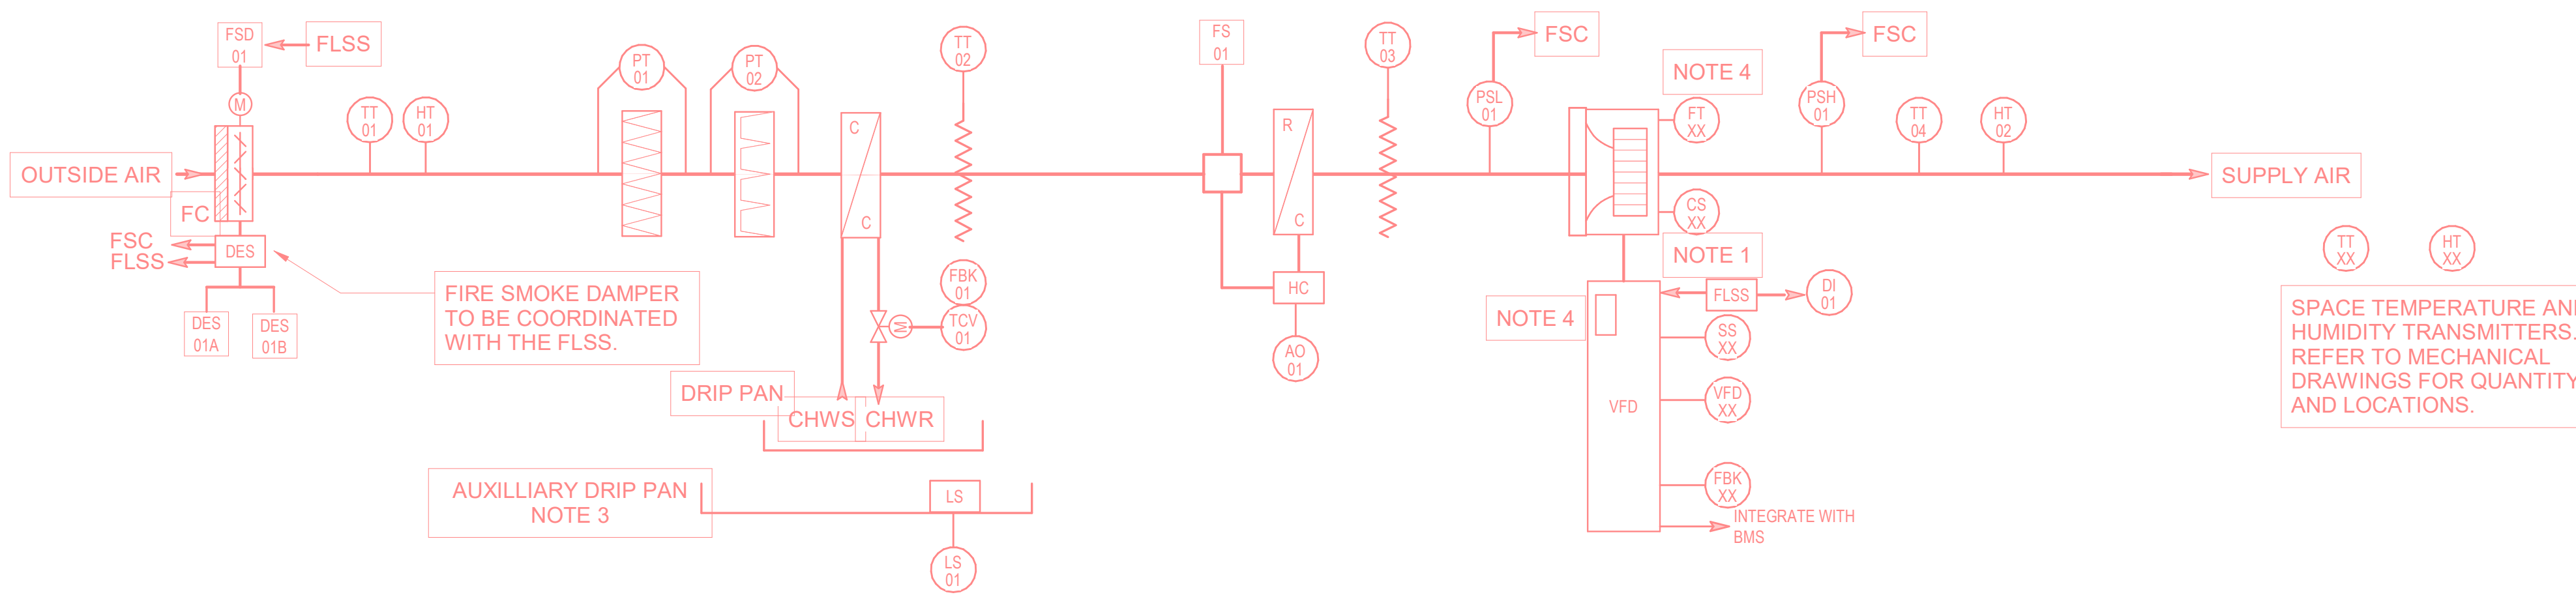 FSD
01
FLSS
M
OUTSIDE AIR
FC
FSC
FLSS
DES
DES
01A
DES
01B
FIRE SMOKE DAMPER
TO BE COORDINATED
WITH THE FLSS.
TT
01
HT
01
PT
01
PT
02
C
C
TT
02
FBK
01
TCV
01
M
DRIP PAN
CHWS
CHWR
AUXILLIARY DRIP PAN
NOTE 3
LS
LS
01
FS
01
R
C
HC
AO
01
TT
03
PSL
01
FSC
NOTE 4
FT
XX
CS
XX
NOTE 1
NOTE 4
VFD
FLSS
DI
01
SS
XX
VFD
XX
FBK
XX
INTEGRATE WITH
BMS
PSH
01
FSC
TT
04
HT
02
SUPPLY AIR
TT
XX
HT
XX
SPACE TEMPERATURE AN
HUMIDITY TRANSMITTERS.
REFER TO MECHANICAL
DRAWINGS FOR QUANTITY
AND LOCATIONS.